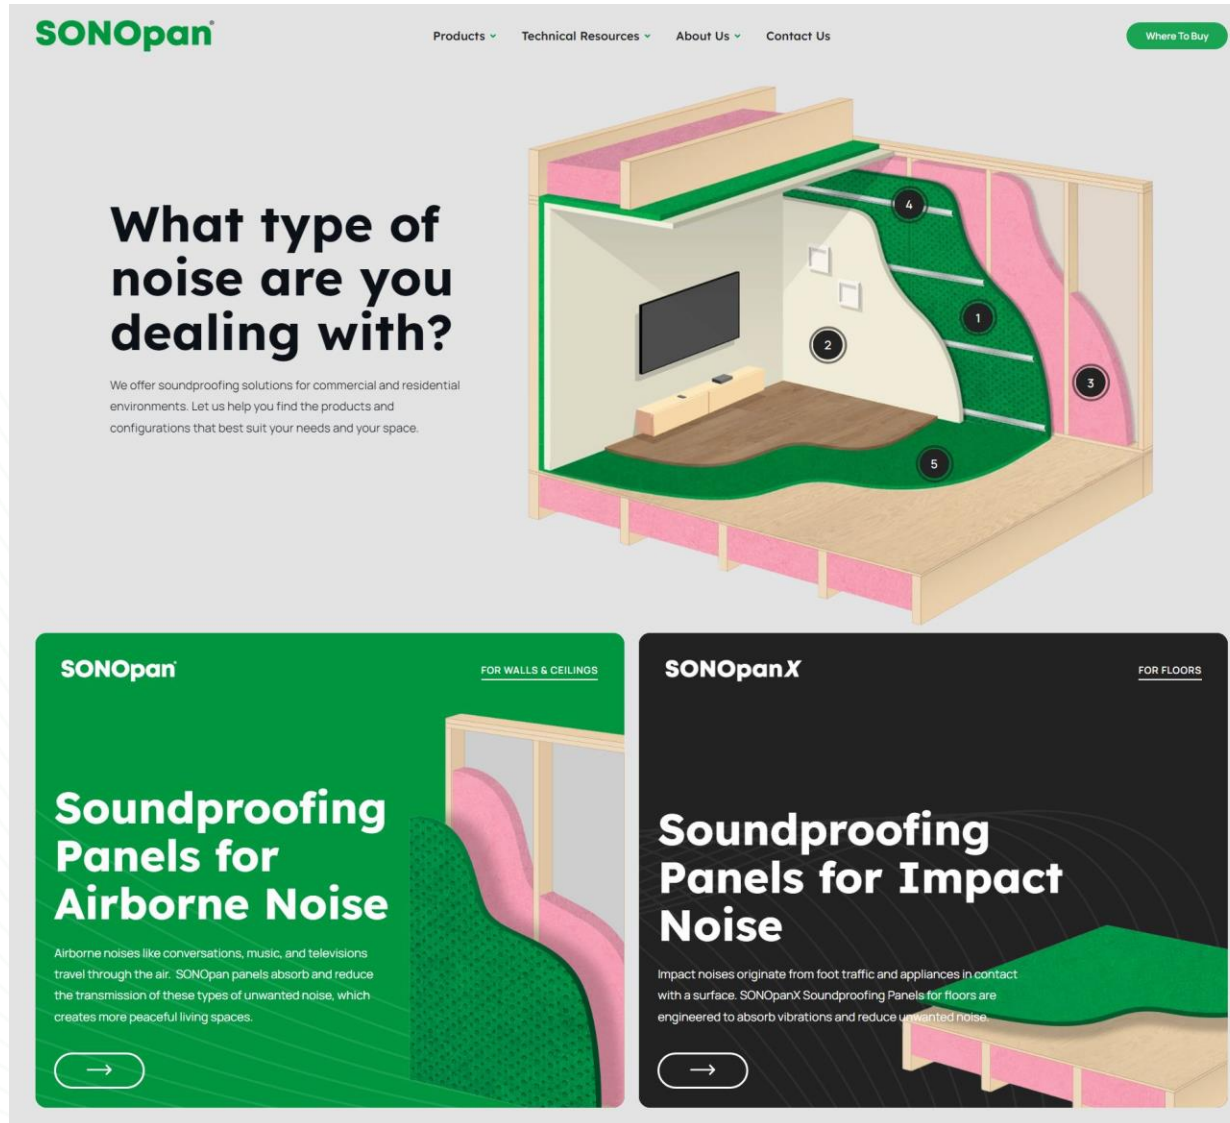 SONOpan®
Products
Technical Resources
About Us
Contact Us
Where To Buy
What type of
noise are you
dealing with?
We offer soundproofing solutions for commercial and residential
environments. Let us help you find the products and
configurations that best suit your needs and your space.
4
1
2
3
5
SONOpan
FOR WALLS & CEILINGS
Soundproofing
Panels for
Airborne Noise
Airborne noises like conversations, music, and televisions
travel through the air. SONOpan panels absorb and reduce
the transmission of these types of unwanted noise, which
creates more peaceful living spaces.
SONOpanX
FOR FLOORS
Soundproofing
Panels for Impact
Noise
Impact noises originate from foot traffic and appliances in contact
with a surface. SONOpanX Soundproofing Panels for floors are
engineered to absorb vibrations and reduce unwanted noise.